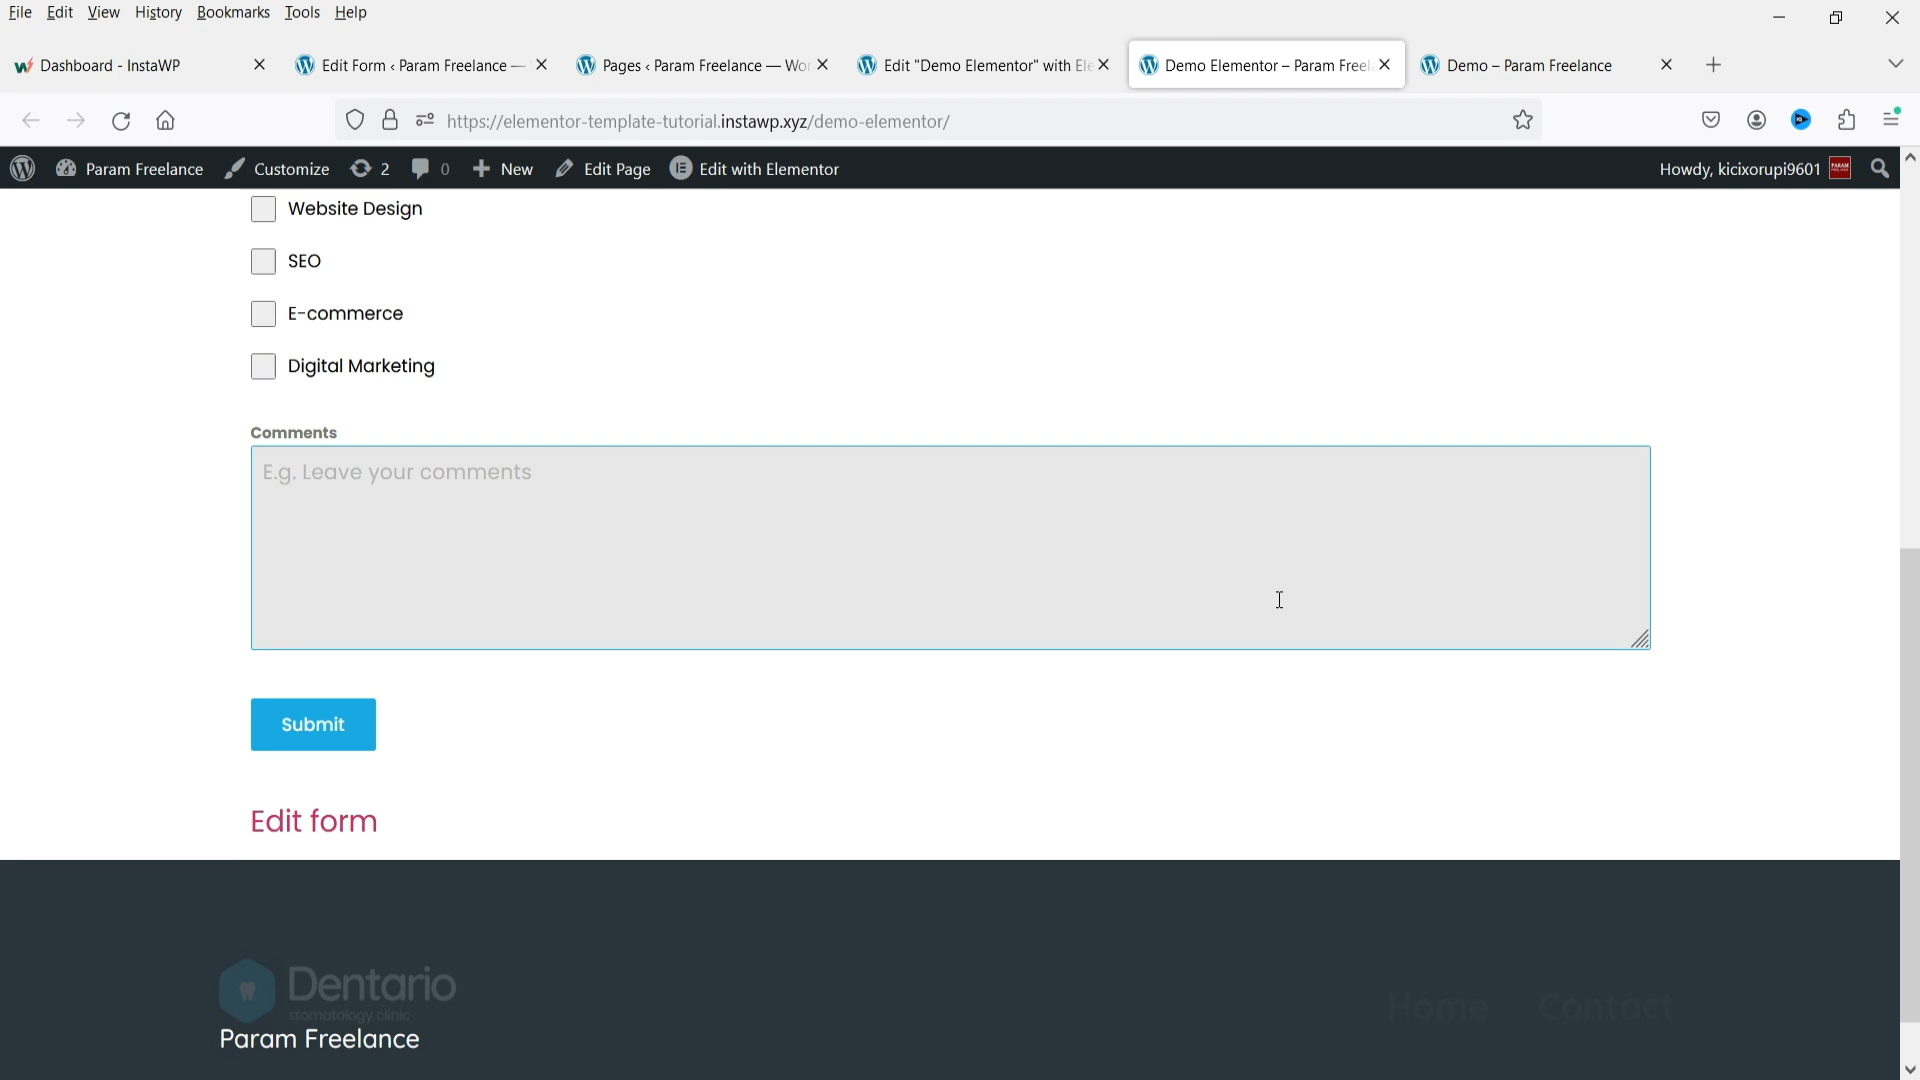 File Edit View History Bookmarks Tools Help
Dashboard - InstaWP
Edit Form ‹ Param Freelance —
Pages ‹ Param Freelance — Wor
Edit "Demo Elementor" with Ele
Demo Elementor – Param Freel
Demo – Param Freelance
https://elementor-template-tutorial.instawp.xyz/demo-elementor/
Param Freelance Customize 2 0 New Edit Page Edit with Elementor Howdy, kicixorupi9601
Website Design
SEO
E-commerce
Digital Marketing
Comments
E.g. Leave your comments
Submit
Edit form
Dentario
stomatology clinic
Home Contact
Param Freelance